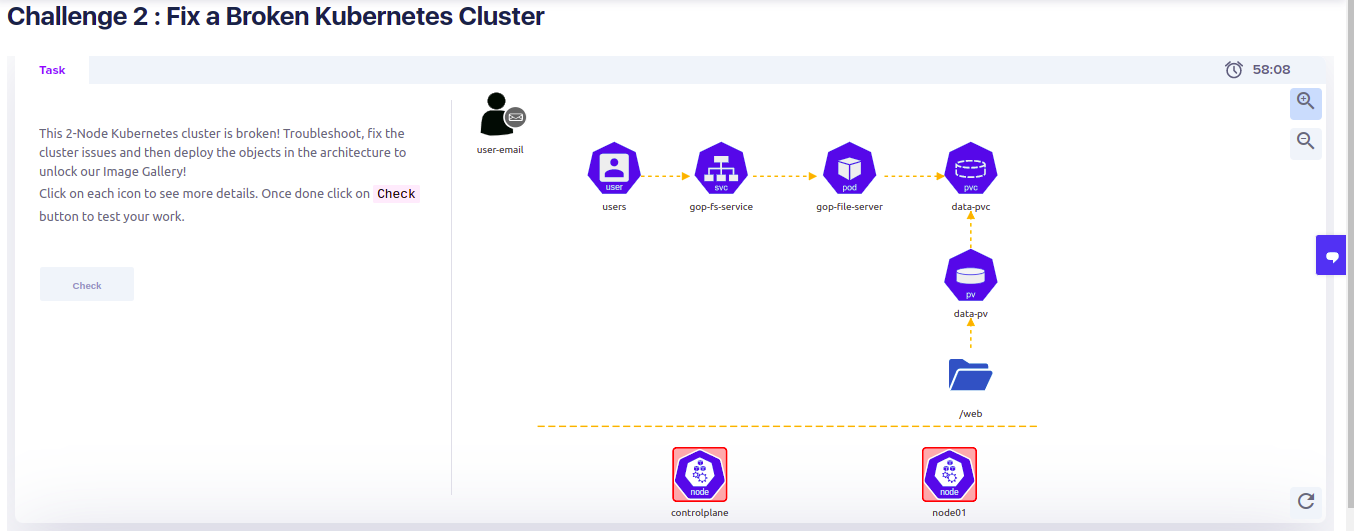 Challenge 2 : Fix a Broken Kubernetes Cluster
Task
58:08
This 2-Node Kubernetes cluster is broken! Troubleshoot, fix the
cluster issues and then deploy the objects in the architecture to
unlock our Image Gallery!
Click on each icon to see more details. Once done click on Check
button to test your work.
Check
user-email
user
svc
pod
pvc
users
gop-fs-service
gop-file-server
data-pvc
pv
data-pv
/web
node
node
controlplane
node01